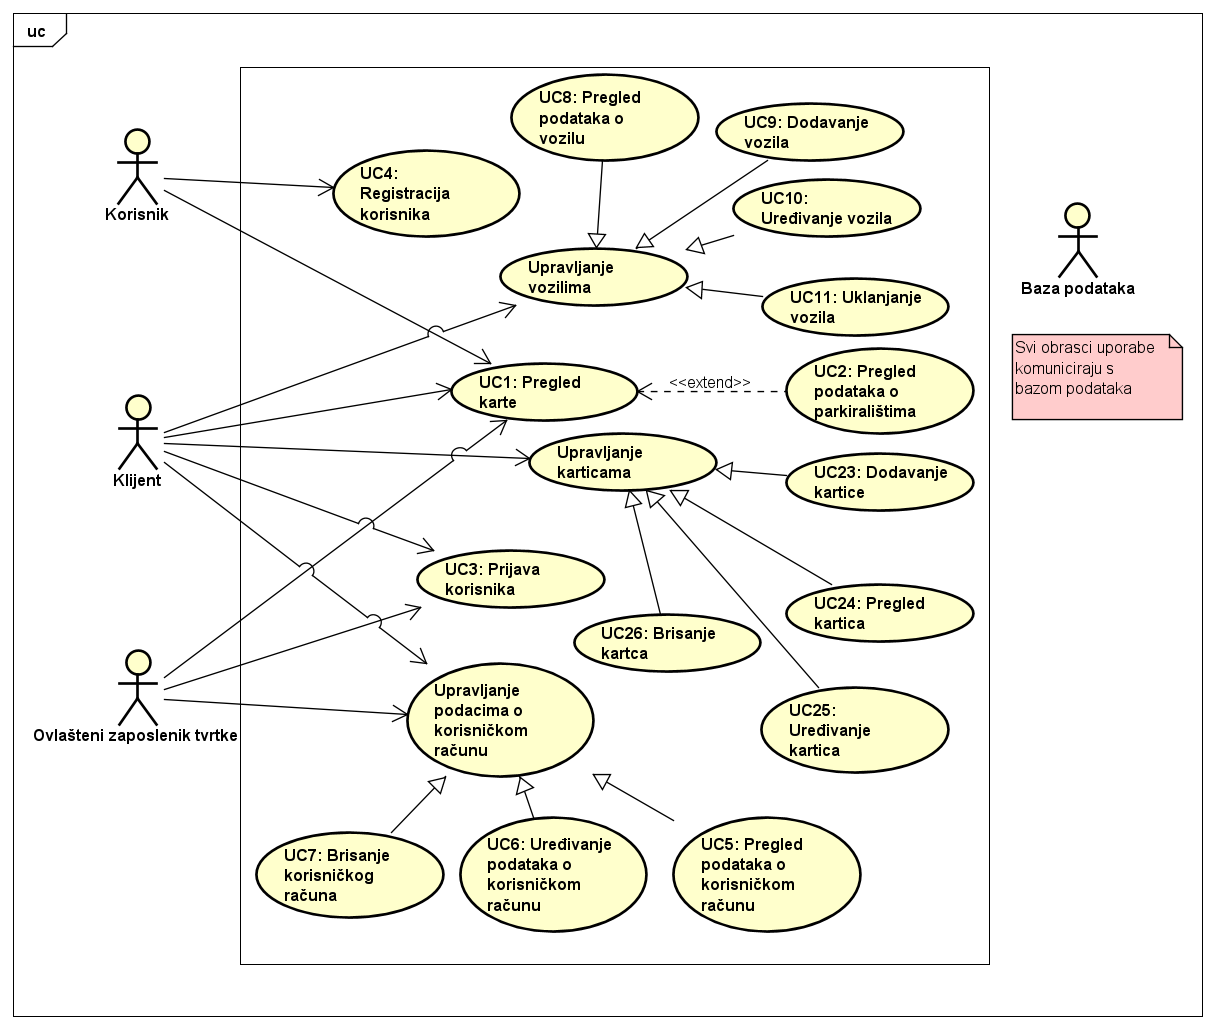 uc
UC8: Pregled
podataka o
vozilu
UC9: Dodavanje
vozila
Korisnik
UC4:
Registracija
korisnika
UC10:
Uređivanje vozila
Baza podataka
Upravljanje
vozilima
UC11: Uklanjanje
vozila
Svi obrasci uporabe
komuniciraju s
bazom podataka
UC1: Pregled
karte
<<extend>>
UC2: Pregled
podataka o
parkiralištima
Klijent
Upravljanje
karticama
UC23: Dodavanje
kartice
UC3: Prijava
korisnika
UC24: Pregled
kartica
UC26: Brisanje
kartca
Ovlašteni zaposlenik tvrtke
Upravljanje
podacima o
korisničkom
računu
UC25:
Uređivanje
kartica
UC7: Brisanje
korisničkog
računa
UC6: Uređivanje
podataka o
korisničkom
računu
UC5: Pregled
podataka o
korisničkom
računu